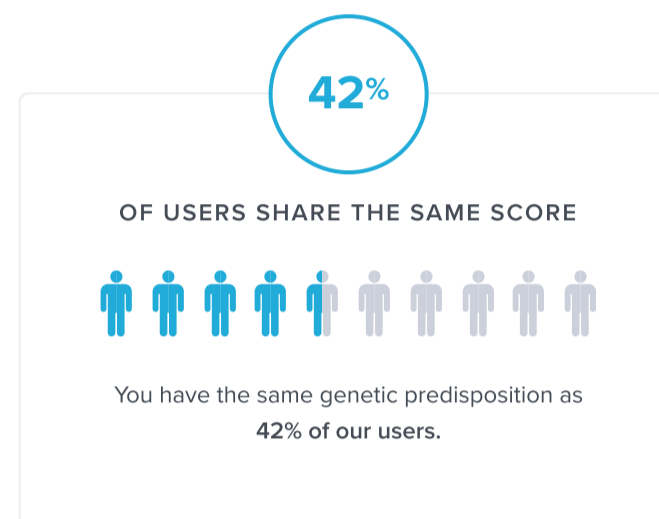 42%
OF USERS SHARE THE SAME SCORE
You have the same genetic predisposition as
42% of our users.